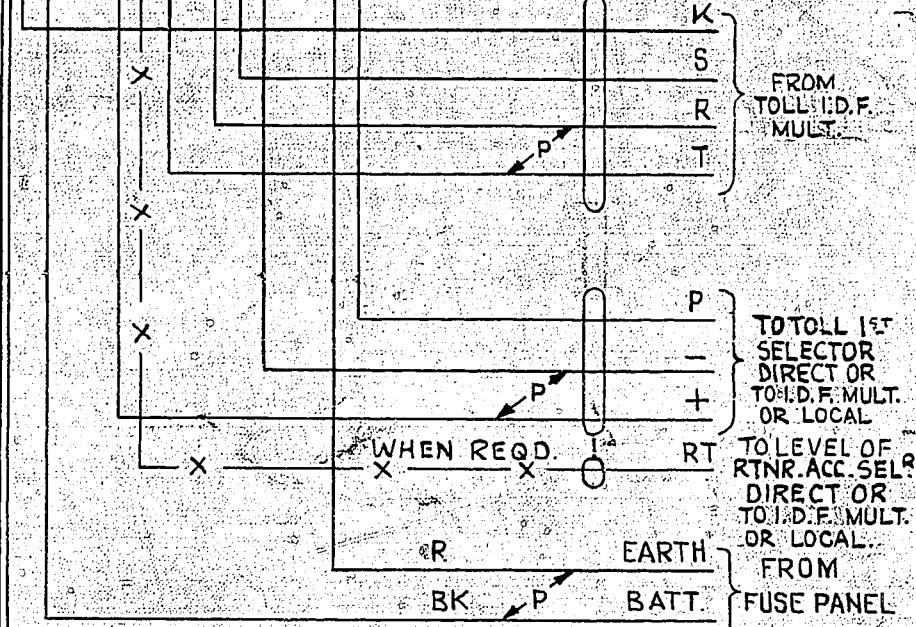 K
S
R
T
P
FROM
TOLL I.D.F.
MULT.
P
-
+
P
TO TOLL 1ST
SELECTOR
DIRECT OR
TO I.D.F. MULT.
OR LOCAL
WHEN REQD.
RT
TO LEVEL OF
RTNR. ACC. SELR
DIRECT OR
TO I.D.F. MULT.
OR LOCAL.
R
EARTH
BK
P
BATT.
FROM
FUSE PANEL